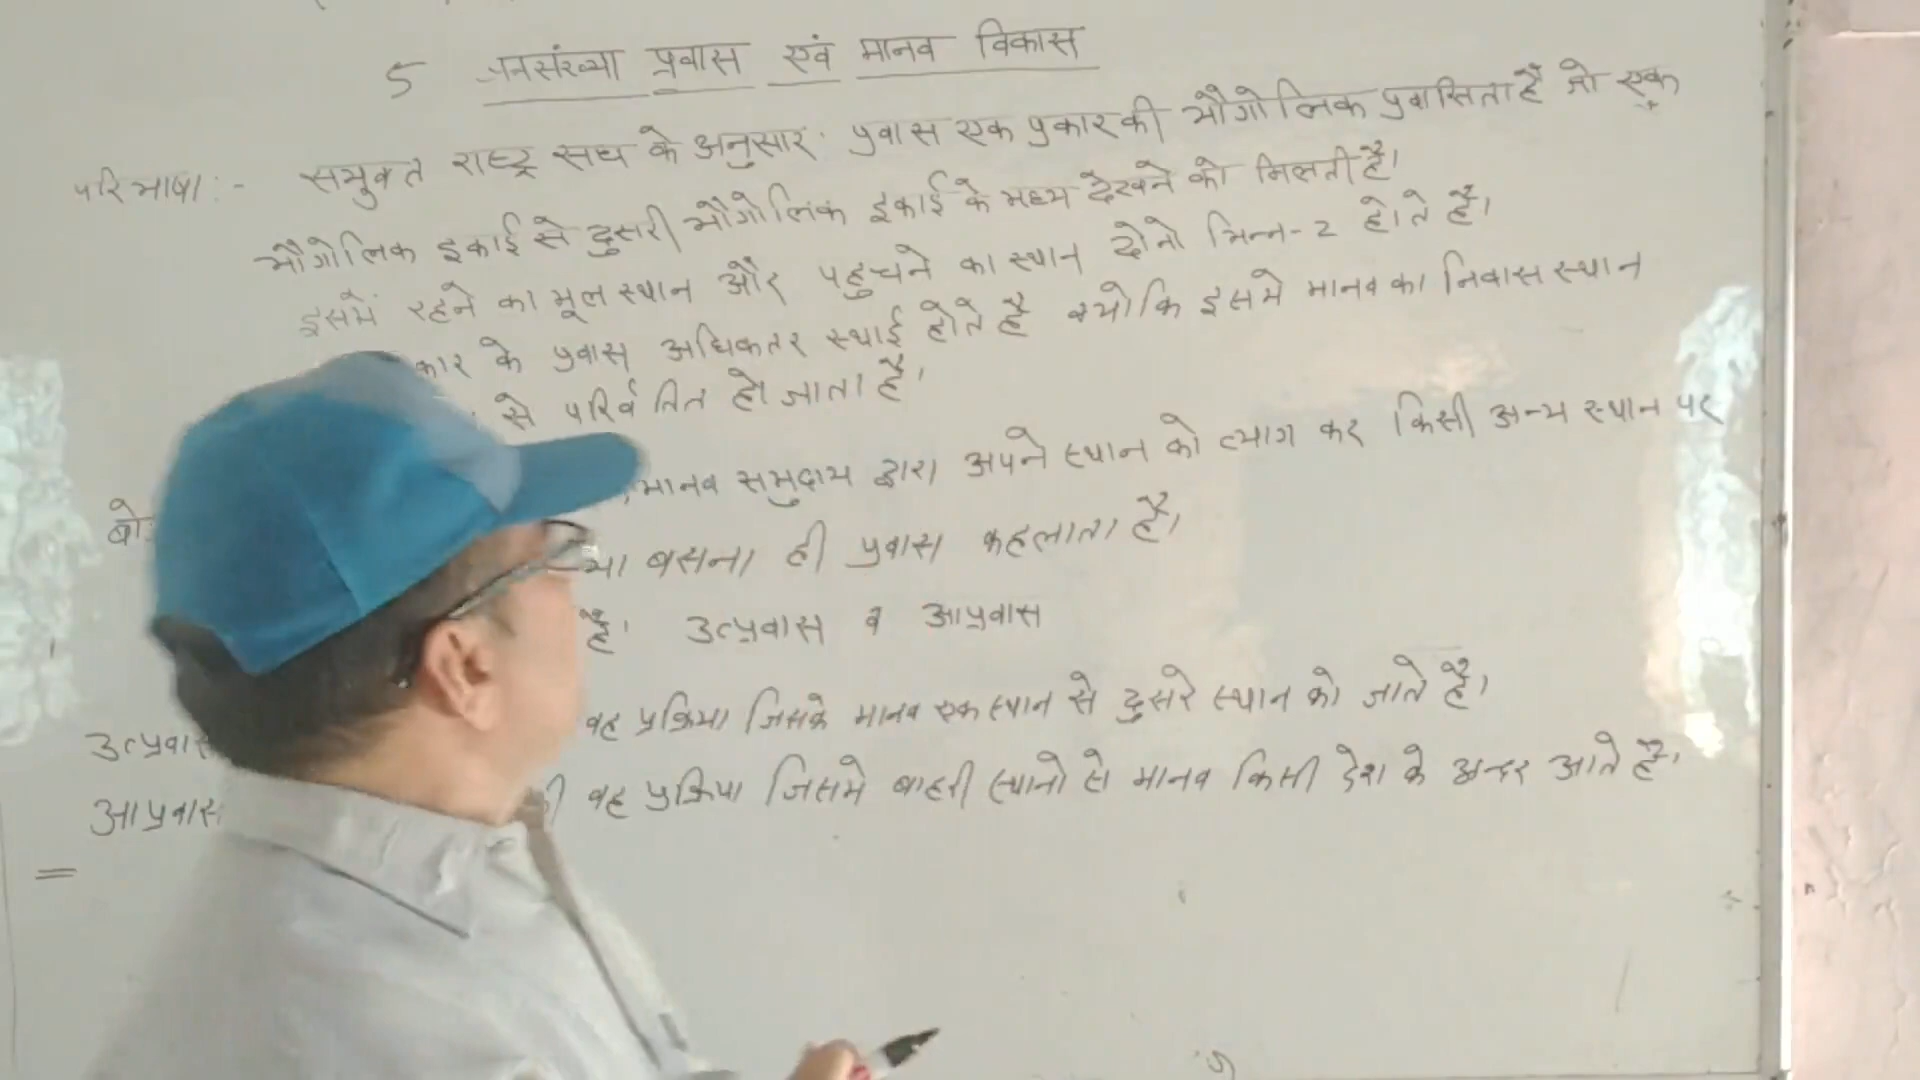 5 जनसंख्या प्रवास एवं मानव विकास
परिभाषा :- सयुक्त राष्ट्र संघ के अनुसार प्रवास एक प्रकार की भौगोलिक प्रवासिता है जो एक
भौगोलिक इकाई से दुसरी भौगोलिक इकाई के मध्य देखने को मिलती है।
इसमें रहने का मूल स्थान और पहुचने का स्थान दोनो भिन्न-2 होते है।
कार के प्रवास अधिकतर स्थाई होते है क्योकि इसमे मानव का निवास स्थान
से परिर्वतित हो जाता है।
बो मानव समुदाय द्वारा अपने स्थान को त्याग कर किसी अन्य स्थान पर
या बसना ही प्रवास कहलाता है।
है। उत्प्रवास व आप्रवास
उत्प्रवास वह प्रक्रिया जिसके मानव एक स्थान से दुसरे स्थान को जाते है।
आप्रवास की वह प्रक्रिया जिसमे बाहरी स्थानो से मानव किसी देश के अन्दर आते है।
=